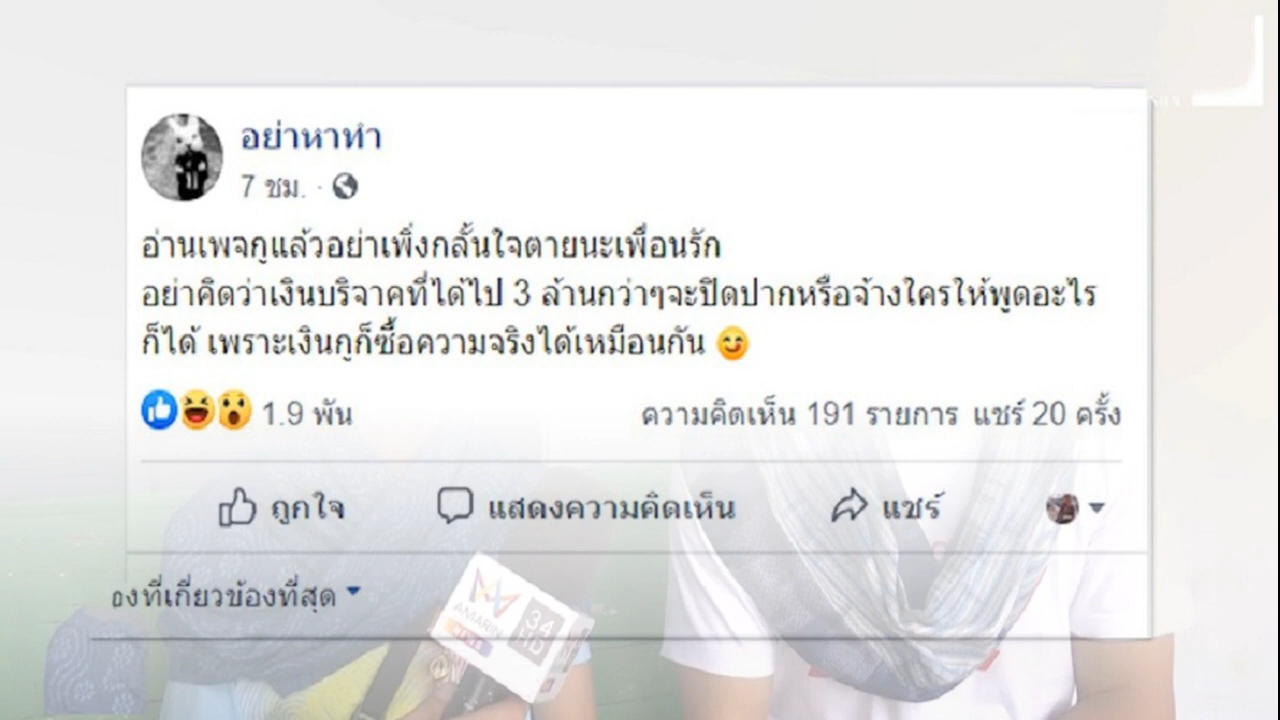 อย่าหาทำ
7 ชม. ·
อ่านเพจกูแล้วอย่าเพิ่งกลั้นใจตายนะเพื่อนรัก
อย่าคิดว่าเงินบริจาคที่ได้ไป 3 ล้านกว่าๆจะปิดปากหรือจ้างใครให้พูดอะไร
ก็ได้ เพราะเงินกูก็ซื้อความจริงได้เหมือนกัน 😊
1.9 พัน ความคิดเห็น 191 รายการ แชร์ 20 ครั้ง
ถูกใจ แสดงความคิดเห็น แชร์
องที่เกี่ยวข้องที่สุด
AMARIN
34
HD